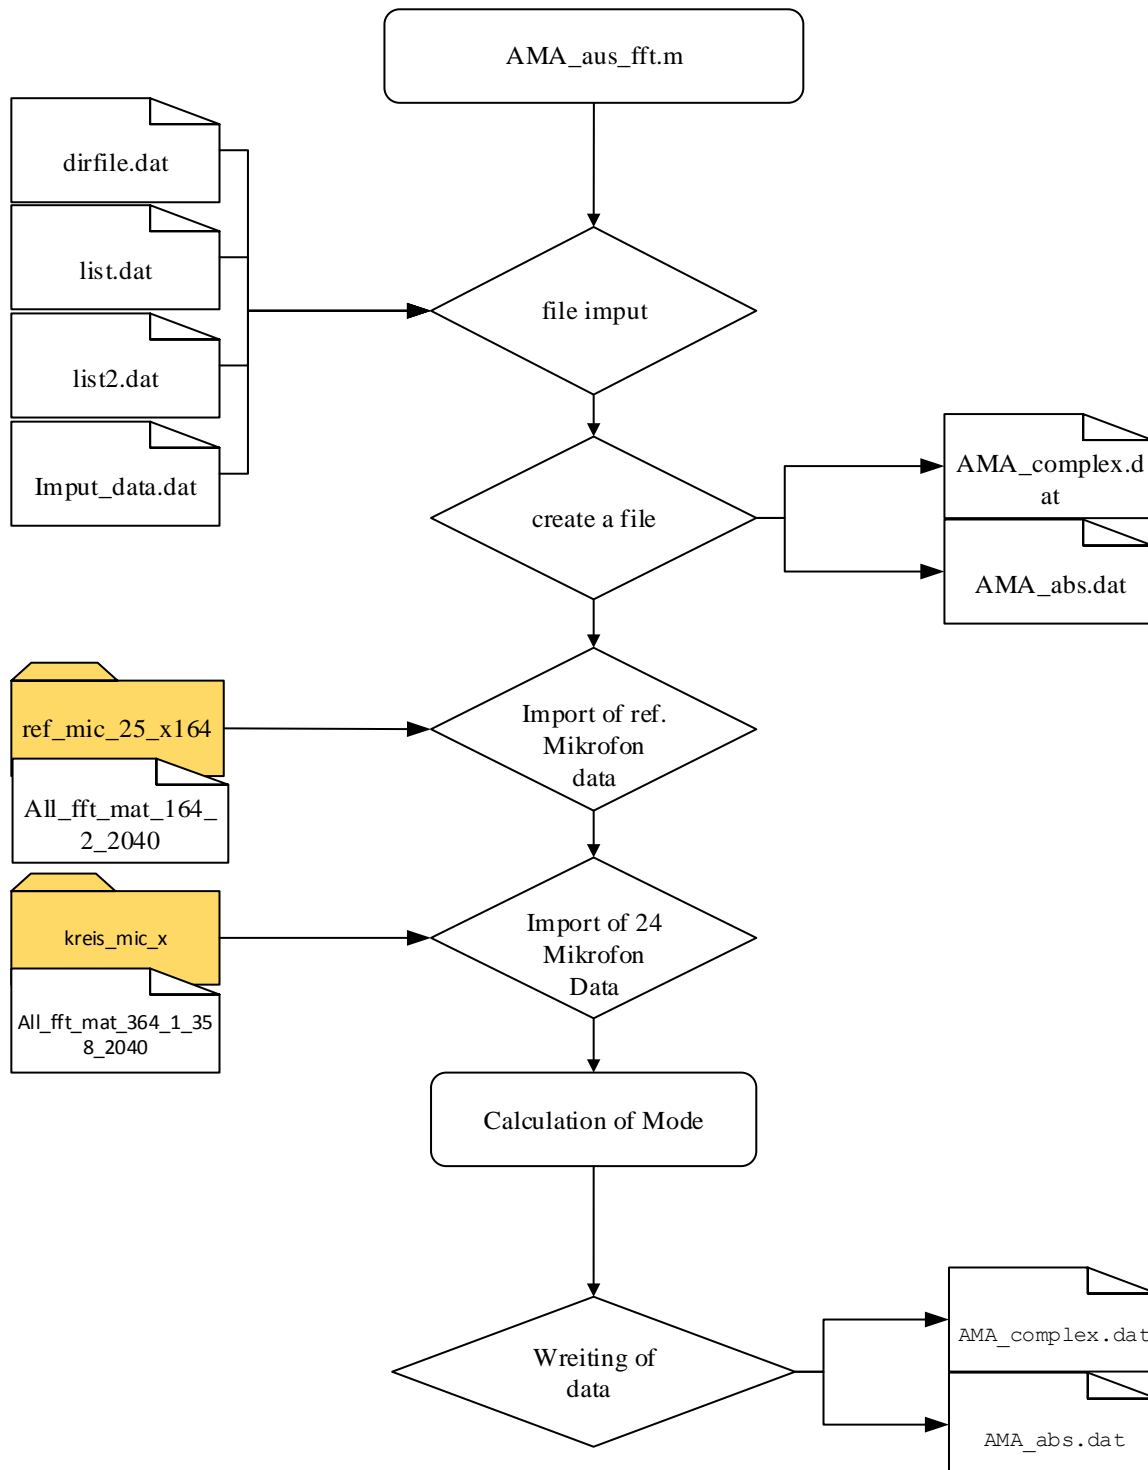 AMA_aus_fft.m
dirfile.dat
list.dat
list2.dat
Imput_data.dat
file imput
create a file
AMA_complex.d
at
AMA_abs.dat
ref_mic_25_x164
All_fft_mat_164_
2_2040
Import of ref.
Mikrofon
data
kreis_mic_x
All_fft_mat_364_1_35
8_2040
Import of 24
Mikrofon
Data
Calculation of Mode
Wreiting of
data
AMA_complex.dat
AMA_abs.dat